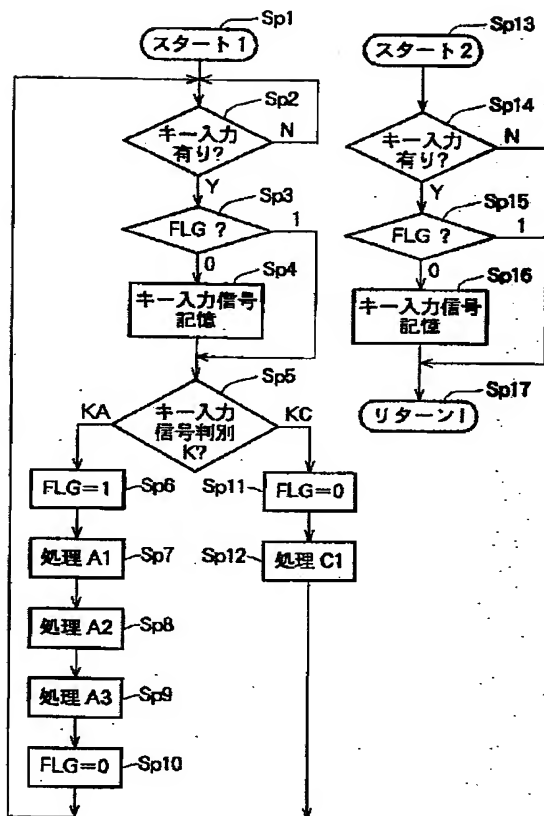 Sp1
スタート1
Sp2
キー入力
有り?
N
Y
Sp3
FLG ?
1
0
Sp4
キー入力信号
記憶
Sp5
KA
キー入力
信号判別
K?
KC
FLG=1
Sp6
処理 A1
Sp7
処理 A2
Sp8
処理 A3
Sp9
FLG=0
Sp10
Sp11
FLG=0
Sp12
処理 C1
Sp13
スタート2
Sp14
キー入力
有り?
N
Y
Sp15
FLG ?
1
0
Sp16
キー入力信号
記憶
Sp17
リターン1